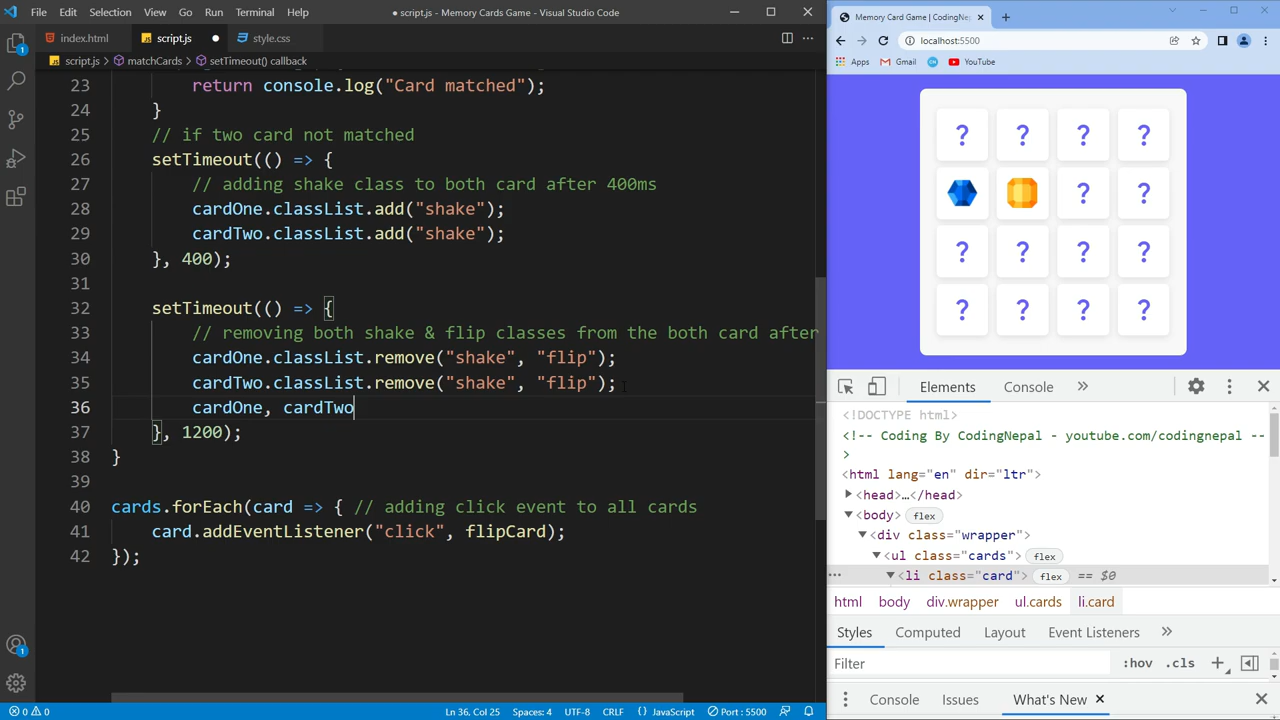 File Edit Selection View Go Run Terminal Help
● script.js - Memory Cards Game - Visual Studio Code
index.html
script.js ●
style.css
script.js > matchCards > setTimeout() callback
23 return console.log("Card matched");
24 }
25 // if two card not matched
26 setTimeout(() => {
27 // adding shake class to both card after 400ms
28 cardOne.classList.add("shake");
29 cardTwo.classList.add("shake");
30 }, 400);
31
32 setTimeout(() => {
33 // removing both shake & flip classes from the both card after
34 cardOne.classList.remove("shake", "flip");
35 cardTwo.classList.remove("shake", "flip");
36 cardOne, cardTwo
37 }, 1200);
38 }
39
40 cards.forEach(card => { // adding click event to all cards
41 card.addEventListener("click", flipCard);
42 });
1
1
0 0
Ln 36, Col 25 Spaces: 4 UTF-8 CRLF {} JavaScript Port : 5500
Memory Card Game | CodingNep
localhost:5500
Apps Gmail YouTube
? ? ? ?
? ?
? ? ? ?
? ? ? ?
Elements Console »
<!DOCTYPE html>
<!-- Coding By CodingNepal - youtube.com/codingnepal --
>
<html lang="en" dir="ltr">
<head>…</head>
<body> flex
<div class="wrapper">
<ul class="cards"> flex
... <li class="card"> flex == $0
html body div.wrapper ul.cards li.card
Styles Computed Layout Event Listeners »
Filter :hov .cls +
Console Issues What's New